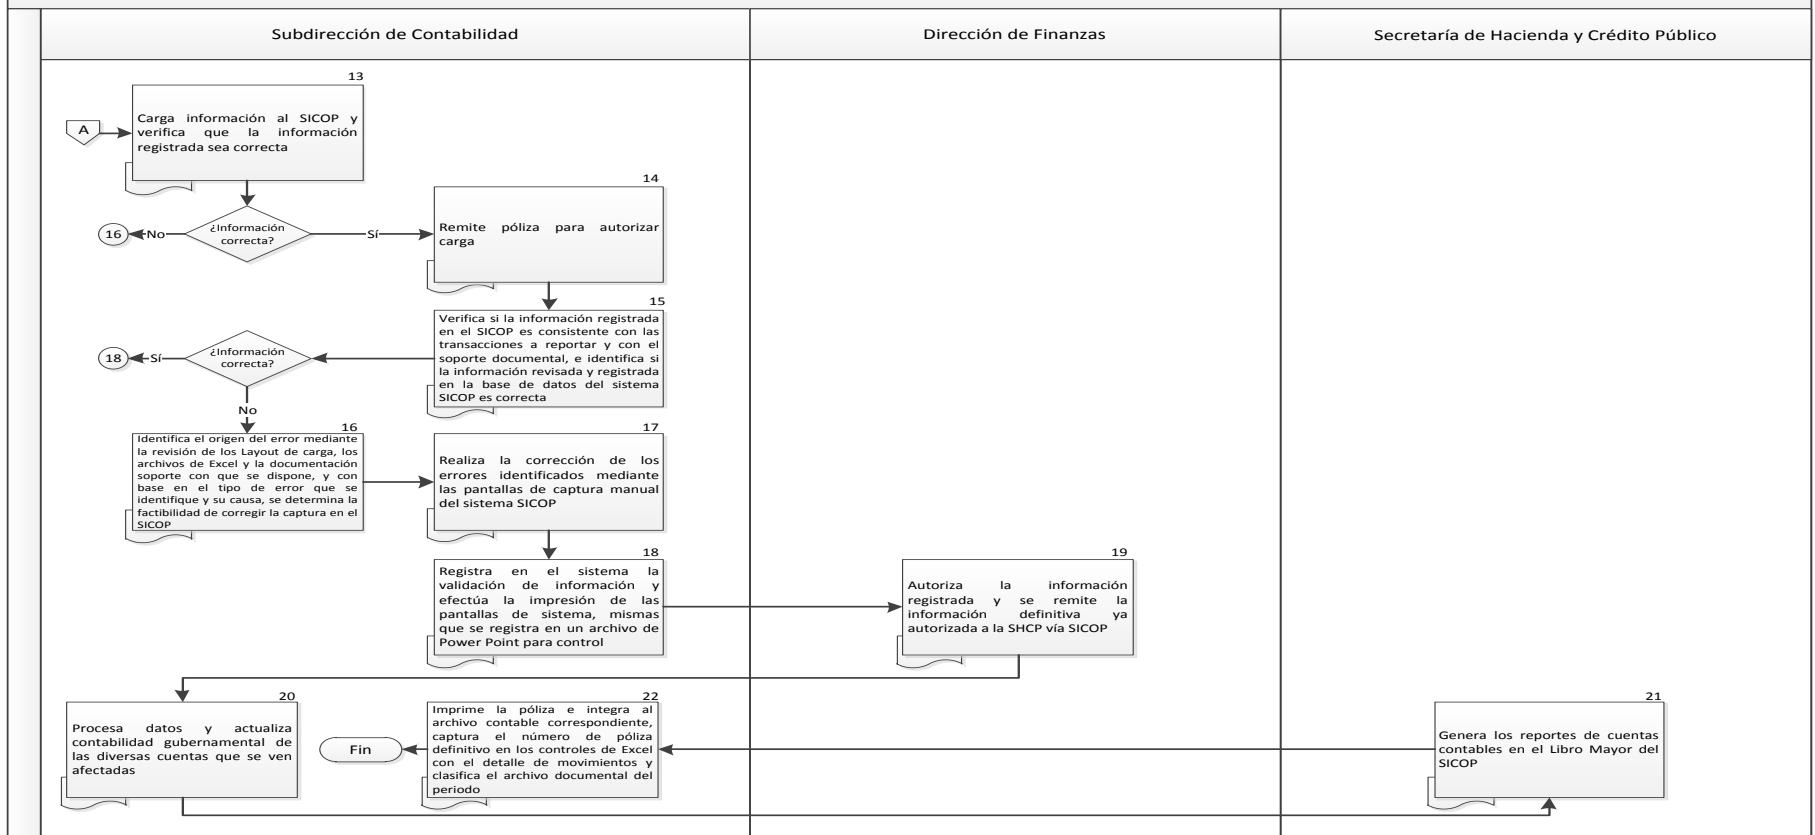 Subdirección de Contabilidad
Dirección de Finanzas
Secretaría de Hacienda y Crédito Público
13
A
Carga información al SICOP y
verifica que la información
registrada sea correcta
14
16
No
¿Información
correcta?
Sí
Remite póliza para autorizar
carga
15
18
Sí
¿Información
correcta?
No
Verifica si la información registrada
en el SICOP es consistente con las
transacciones a reportar y con el
soporte documental, e identifica si
la información revisada y registrada
en la base de datos del sistema
SICOP es correcta
16
Identifica el origen del error mediante
la revisión de los Layout de carga, los
archivos de Excel y la documentación
soporte con que se dispone, y con
base en el tipo de error que se
identifique y su causa, se determina la
factibilidad de corregir la captura en el
SICOP
17
Realiza la corrección de los
errores identificados mediante
las pantallas de captura manual
del sistema SICOP
18
Registra en el sistema la
validación de información y
efectúa la impresión de las
pantallas de sistema, mismas
que se registra en un archivo de
Power Point para control
19
Autoriza la información
registrada y se remite la
información definitiva ya
autorizada a la SHCP vía SICOP
20
Procesa datos y actualiza
contabilidad gubernamental de
las diversas cuentas que se ven
afectadas
Fin
22
Imprime la póliza e integra al
archivo contable correspondiente,
captura el número de póliza
definitivo en los controles de Excel
con el detalle de movimientos y
clasifica el archivo documental del
periodo
21
Genera los reportes de cuentas
contables en el Libro Mayor del
SICOP